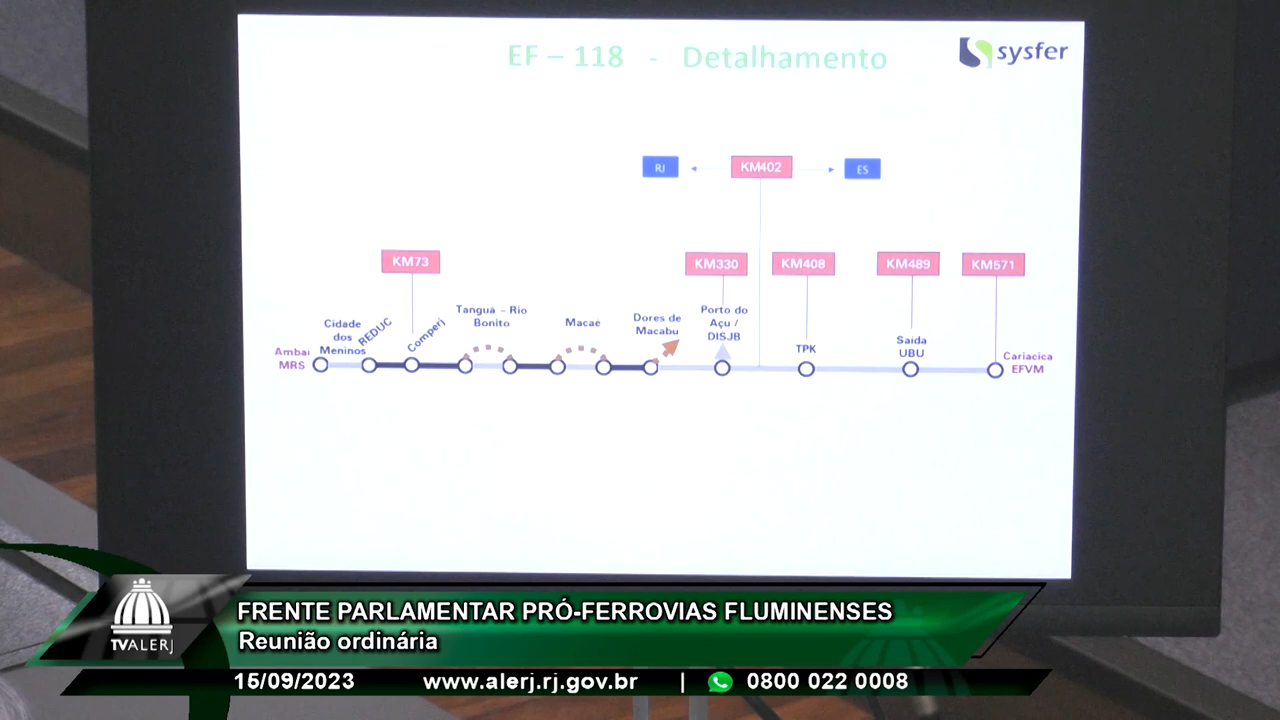 EF – 118 - Detalhamento
sysfer
RJ
KM402
ES
KM73
KM330
KM408
KM489
KM571
Ambai
MRS
Cidade
dos
Meninos
REDUC
Comperj
Tanguá – Rio
Bonito
Macae
Dores de
Macabu
Porto do
Açu /
DISJB
TPK
Saida
UBU
Cariacica
EFVM
FRENTE PARLAMENTAR PRÓ-FERROVIAS FLUMINENSES
Reunião ordinária
TVALERJ
15/09/2023 www.alerj.rj.gov.br | 0800 022 0008